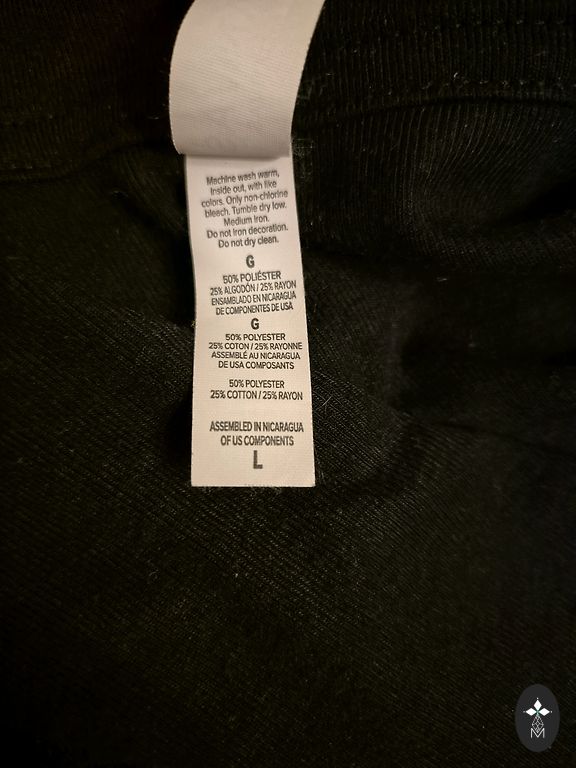 Machine wash warm,
Inside out, with like
colors. Only non-chlorine
bleach. Tumble dry low.
Medium iron.
Do not iron decoration.
Do not dry clean.
G
50% POLIÉSTER
25% ALGODÓN / 25% RAYON
ENSAMBLADO EN NICARAGUA
DE COMPONENTES DE USA
G
50% POLYESTER
25% COTON / 25% RAYONNE
ASSEMBLÉ AU NICARAGUA
DE USA COMPOSANTS
50% POLYESTER
25% COTTON / 25% RAYON
ASSEMBLED IN NICARAGUA
OF US COMPONENTS
L
M